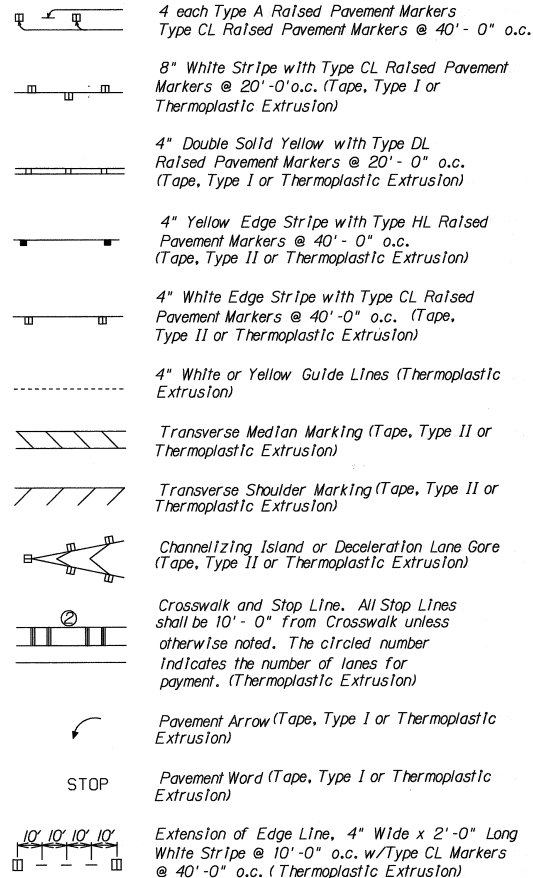 4 each Type A Raised Pavement Markers
Type CL Raised Pavement Markers @ 40'- 0" o.c.
8" White Stripe with Type CL Raised Pavement
Markers @ 20'-0'o.c. (Tape, Type I or
Thermoplastic Extrusion)
4" Double Solid Yellow with Type DL
Raised Pavement Markers @ 20'- 0" o.c.
(Tape, Type I or Thermoplastic Extrusion)
4" Yellow Edge Stripe with Type HL Raised
Pavement Markers @ 40'- 0" o.c.
(Tape, Type II or Thermoplastic Extrusion)
4" White Edge Stripe with Type CL Raised
Pavement Markers @ 40'-0" o.c. (Tape,
Type II or Thermoplastic Extrusion)
4" White or Yellow Guide Lines (Thermoplastic
Extrusion)
Transverse Median Marking (Tape, Type II or
Thermoplastic Extrusion)
Transverse Shoulder Marking (Tape, Type II or
Thermoplastic Extrusion)
Channelizing Island or Deceleration Lane Gore
(Tape, Type II or Thermoplastic Extrusion)
2
Crosswalk and Stop Line. All Stop Lines
shall be 10'- 0" from Crosswalk unless
otherwise noted. The circled number
indicates the number of lanes for
payment. (Thermoplastic Extrusion)
Pavement Arrow (Tape, Type I or Thermoplastic
Extrusion)
STOP
Pavement Word (Tape, Type I or Thermoplastic
Extrusion)
10' 10' 10' 10'
Extension of Edge Line, 4" Wide x 2'-0" Long
White Stripe @ 10'-0" o.c. w/Type CL Markers
@ 40'-0" o.c. ( Thermoplastic Extrusion)